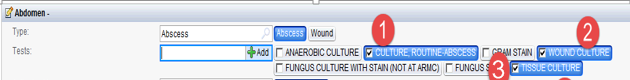 Abdomen -
1
2
Type: Abscess Abscess Wound
Tests: Add ANAEROBIC CULTURE CULTURE, ROUTINE-ABSCESS GRAM STAIN WOUND CULTURE
3
FUNGUS CULTURE WITH STAIN (NOT AT ARMC) FUNGUS TISSUE CULTURE